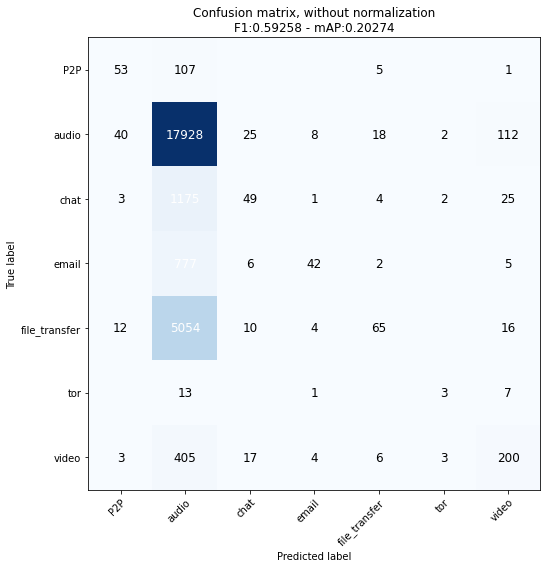 Confusion matrix, without normalization
F1:0.59258 - mAP:0.20274
True label
P2P 53 107 5 1
audio 40 17928 25 8 18 2 112
chat 3 1175 49 1 4 2 25
email 777 6 42 2 5
file_transfer 12 5054 10 4 65 16
tor 13 1 3 7
video 3 405 17 4 6 3 200
P2P audio chat email file_transfer tor video
Predicted label